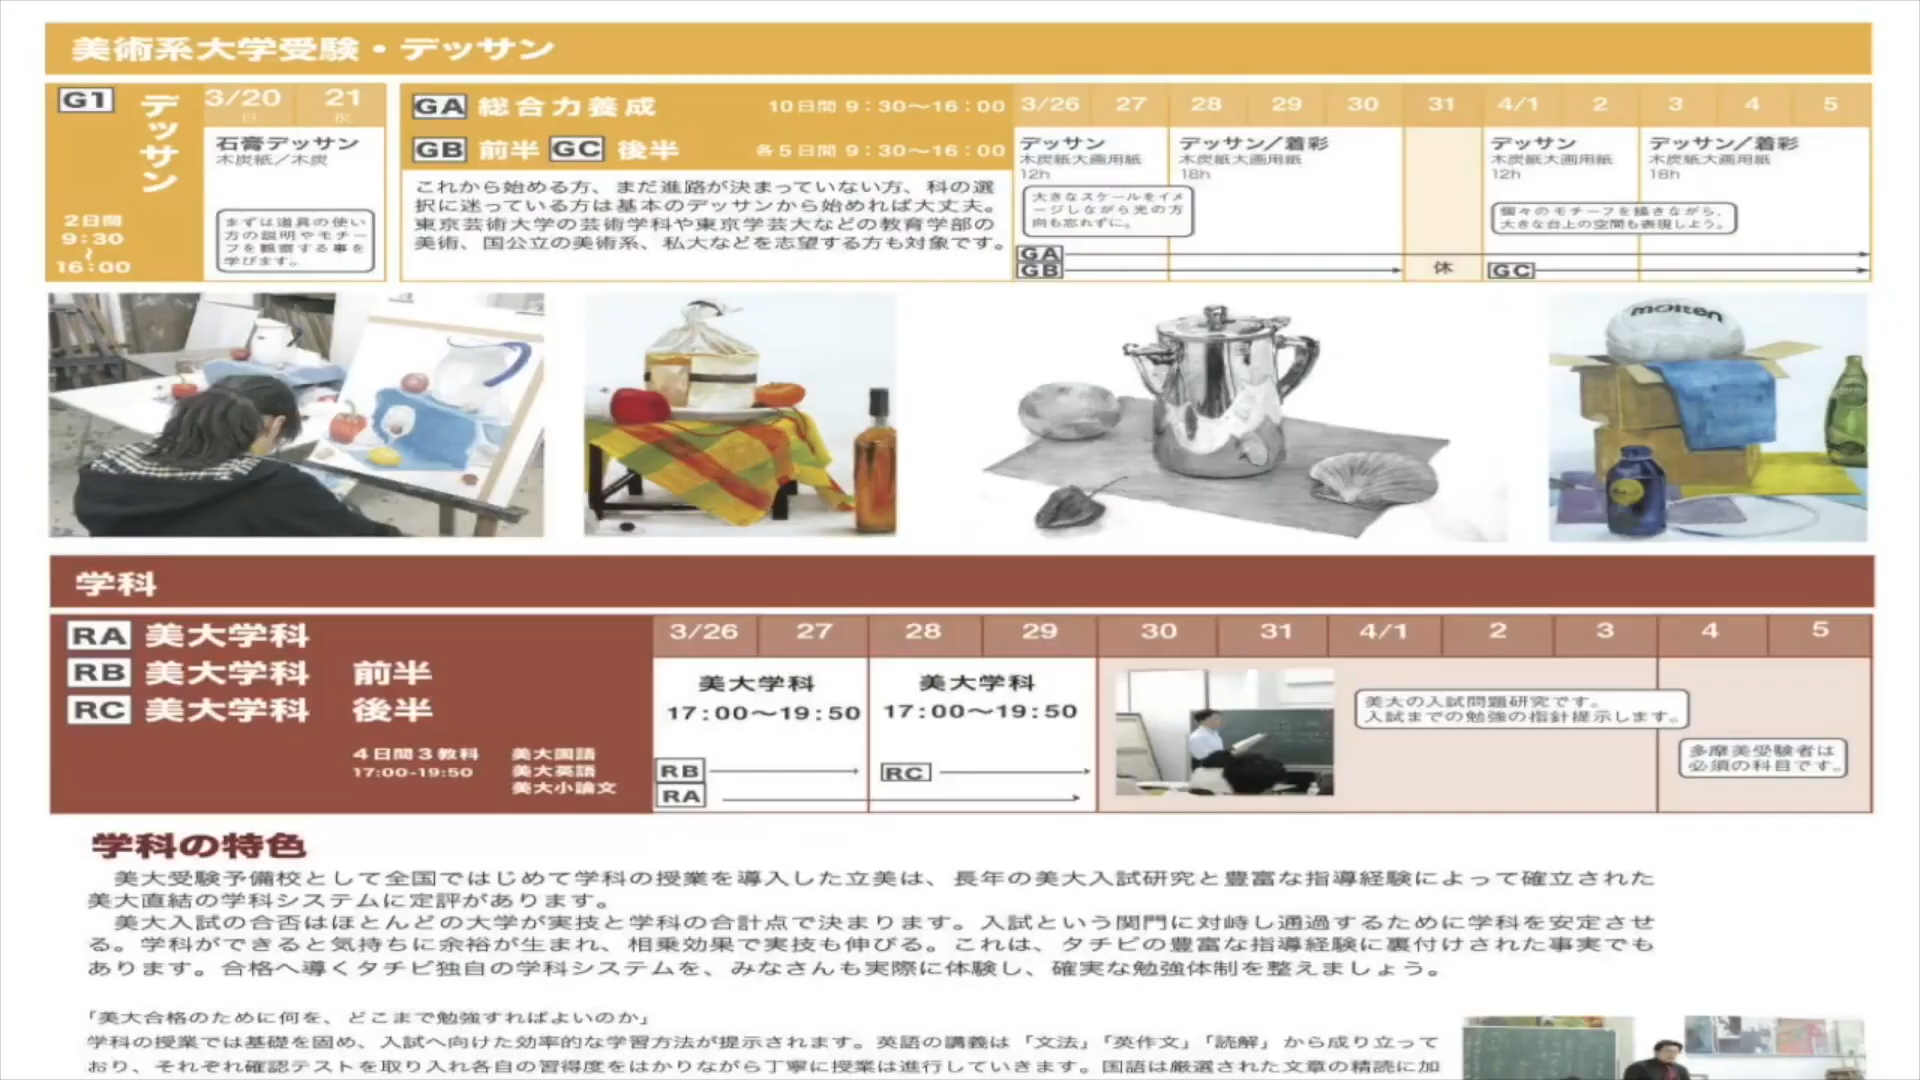 美術系大学受験・デッサン
G1
デッサン
2日間
9:30
〜
16:00
3/20 21
日 祝
石膏デッサン
木炭紙／木炭
まずは道具の使い
方の説明やモチー
フを観察する事を
学びます。
GA 総合力養成 10日間 9：30〜16：00
GB 前半 GC 後半 各5日間 9：30〜16：00
これから始める方、まだ進路が決まっていない方、科の選
択に迷っている方は基本のデッサンから始めれば大丈夫。
東京芸術大学の芸術学科や東京学芸大などの教育学部の
美術、国公立の美術系、私大などを志望する方も対象です。
3/26 27 28 29 30 31 4/1 2 3 4 5
デッサン
木炭紙大画用紙
12h
デッサン／着彩
木炭紙大画用紙
18h
デッサン
木炭紙大画用紙
12h
デッサン／着彩
木炭紙大画用紙
18h
大きなスケールをイメ
ージしながら光の方
向も忘れずに。
個々のモチーフを描きながら、
大きな台上の空間も表現しよう。
GA
GB
休
GC
molten
学科
RA 美大学科
RB 美大学科 前半
RC 美大学科 後半
4日間3教科 美大国語
17:00-19:50 美大英語
美大小論文
3/26 27 28 29 30 31 4/1 2 3 4 5
美大学科
17:00〜19:50
美大学科
17:00〜19:50
RB
RC
RA
美大の入試問題研究です。
入試までの勉強の指針提示します。
多摩美受験者は
必須の科目です。
学科の特色
美大受験予備校として全国ではじめて学科の授業を導入した立美は、長年の美大入試研究と豊富な指導経験によって確立された
美大直結の学科システムに定評があります。
美大入試の合否はほとんどの大学が実技と学科の合計点で決まります。入試という関門に対峙し通過するために学科を安定させ
る。学科ができると気持ちに余裕が生まれ、相乗効果で実技も伸びる。これは、タチビの豊富な指導経験に裏付けされた事実でも
あります。合格へ導くタチビ独自の学科システムを、みなさんも実際に体験し、確実な勉強体制を整えましょう。
「美大合格のために何を、どこまで勉強すればよいのか」
学科の授業では基礎を固め、入試へ向けた効率的な学習方法が提示されます。英語の講義は「文法」「英作文」「読解」から成り立って
おり、それぞれ確認テストを取り入れ各自の習得度をはかりながら丁寧に授業は進行していきます。国語は厳選された文章の精読に加